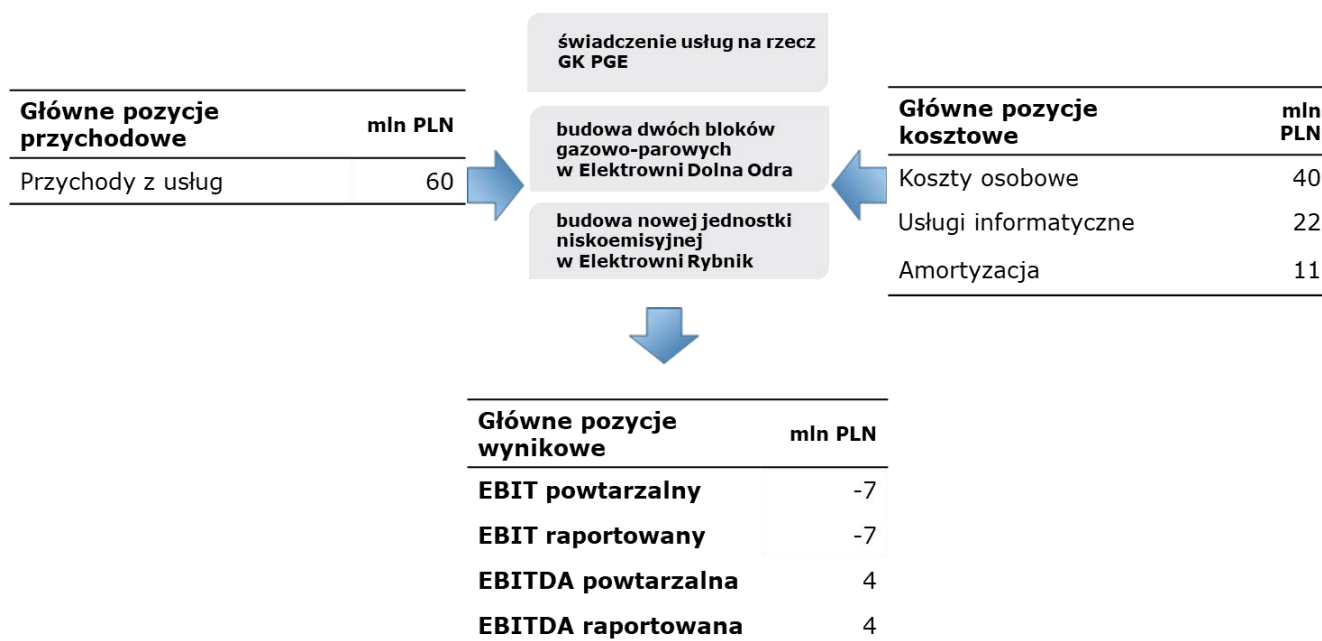 świadczenie usług na rzecz
GK PGE
Główne pozycje
przychodowe
mln PLN
Przychody z usług 60
budowa dwóch bloków
gazowo-parowych
w Elektrowni Dolna Odra
budowa nowej jednostki
niskoemisyjnej
w Elektrowni Rybnik
Główne pozycje
kosztowe
mln
PLN
Koszty osobowe 40
Usługi informatyczne 22
Amortyzacja 11
Główne pozycje
wynikowe
mln PLN
EBIT powtarzalny -7
EBIT raportowany -7
EBITDA powtarzalna 4
EBITDA raportowana 4